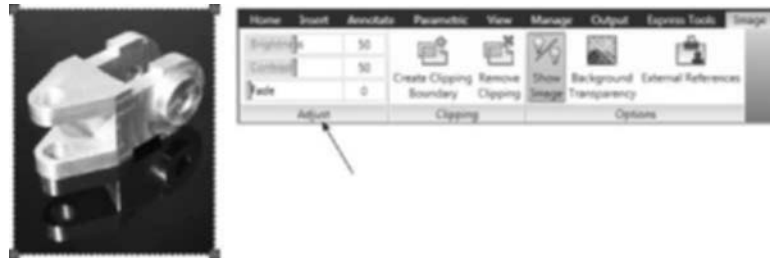 Home Insert Annotate Parametric View Manage Output Express Tools Image
Brightness 50
Contrast 50
Fade 0
Create Clipping Boundary
Remove Clipping
Show Image
Background Transparency
External References
Adjust Clipping Options